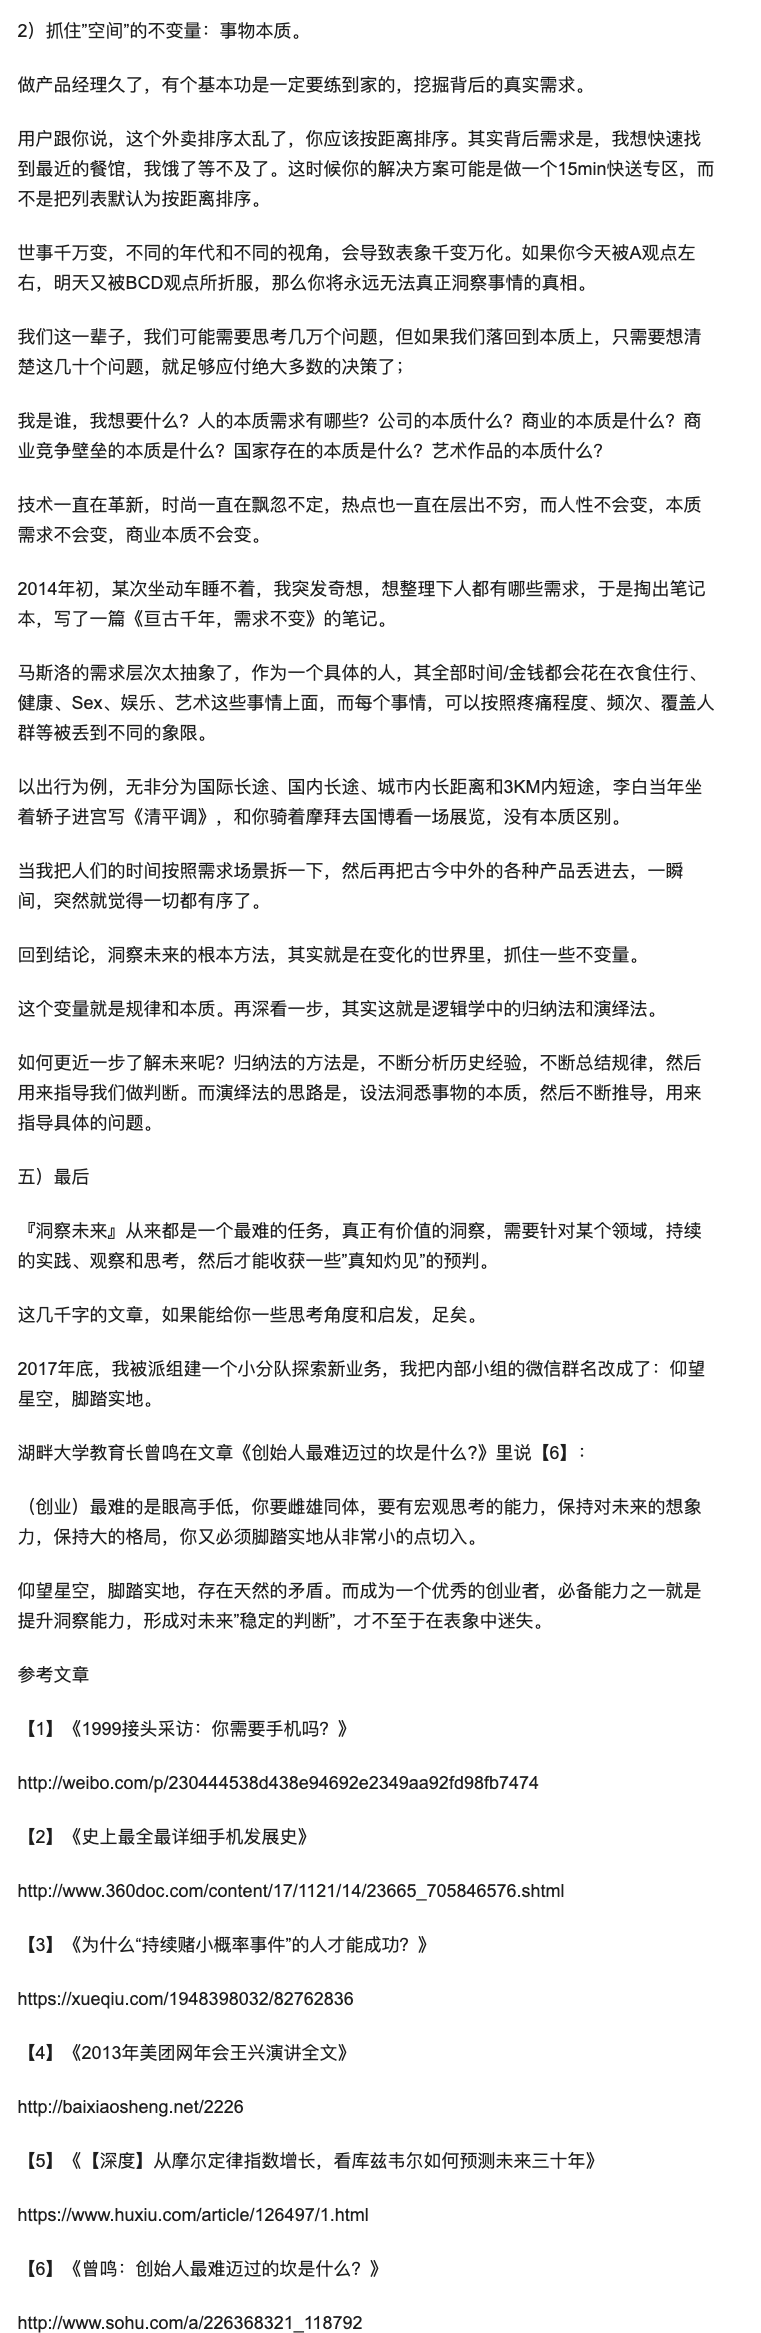 2）抓住”空间”的不变量：事物本质。
做产品经理久了，有个基本功是一定要练到家的，挖掘背后的真实需求。
用户跟你说，这个外卖排序太乱了，你应该按距离排序。其实背后需求是，我想快速找
到最近的餐馆，我饿了等不及了。这时候你的解决方案可能是做一个15min快送专区，而
不是把列表默认为按距离排序。
世事千万变，不同的年代和不同的视角，会导致表象千变万化。如果你今天被A观点左
右，明天又被BCD观点所折服，那么你将永远无法真正洞察事情的真相。
我们这一辈子，我们可能需要思考几万个问题，但如果我们落回到本质上，只需要想清
楚这几十个问题，就足够应付绝大多数的决策了；
我是谁，我想要什么？人的本质需求有哪些？公司的本质什么？商业的本质是什么？商
业竞争壁垒的本质是什么？国家存在的本质是什么？艺术作品的本质什么？
技术一直在革新，时尚一直在飘忽不定，热点也一直在层出不穷，而人性不会变，本质
需求不会变，商业本质不会变。
2014年初，某次坐动车睡不着，我突发奇想，想整理下人都有哪些需求，于是掏出笔记
本，写了一篇《亘古千年，需求不变》的笔记。
马斯洛的需求层次太抽象了，作为一个具体的人，其全部时间/金钱都会花在衣食住行、
健康、Sex、娱乐、艺术这些事情上面，而每个事情，可以按照疼痛程度、频次、覆盖人
群等被丢到不同的象限。
以出行为例，无非分为国际长途、国内长途、城市内长距离和3KM内短途，李白当年坐
着轿子进宫写《清平调》，和你骑着摩拜去国博看一场展览，没有本质区别。
当我把人们的时间按照需求场景拆一下，然后再把古今中外的各种产品丢进去，一瞬
间，突然就觉得一切都有序了。
回到结论，洞察未来的根本方法，其实就是在变化的世界里，抓住一些不变量。
这个变量就是规律和本质。再深看一步，其实这就是逻辑学中的归纳法和演绎法。
如何更近一步了解未来呢？归纳法的方法是，不断分析历史经验，不断总结规律，然后
用来指导我们做判断。而演绎法的思路是，设法洞悉事物的本质，然后不断推导，用来
指导具体的问题。
五）最后
『洞察未来』从来都是一个最难的任务，真正有价值的洞察，需要针对某个领域，持续
的实践、观察和思考，然后才能收获一些”真知灼见”的预判。
这几千字的文章，如果能给你一些思考角度和启发，足矣。
2017年底，我被派组建一个小分队探索新业务，我把内部小组的微信群名改成了：仰望
星空，脚踏实地。
湖畔大学教育长曾鸣在文章《创始人最难迈过的坎是什么?》里说【6】：
（创业）最难的是眼高手低，你要雌雄同体，要有宏观思考的能力，保持对未来的想象
力，保持大的格局，你又必须脚踏实地从非常小的点切入。
仰望星空，脚踏实地，存在天然的矛盾。而成为一个优秀的创业者，必备能力之一就是
提升洞察能力，形成对未来”稳定的判断”，才不至于在表象中迷失。
参考文章
【1】《1999接头采访：你需要手机吗？》
http://weibo.com/p/230444538d438e94692e2349aa92fd98fb7474
【2】《史上最全最详细手机发展史》
http://www.360doc.com/content/17/1121/14/23665_705846576.shtml
【3】《为什么“持续赌小概率事件”的人才能成功？》
https://xueqiu.com/1948398032/82762836
【4】《2013年美团网年会王兴演讲全文》
http://baixiaosheng.net/2226
【5】《【深度】从摩尔定律指数增长，看库兹韦尔如何预测未来三十年》
https://www.huxiu.com/article/126497/1.html
【6】《曾鸣：创始人最难迈过的坎是什么？》
http://www.sohu.com/a/226368321_118792